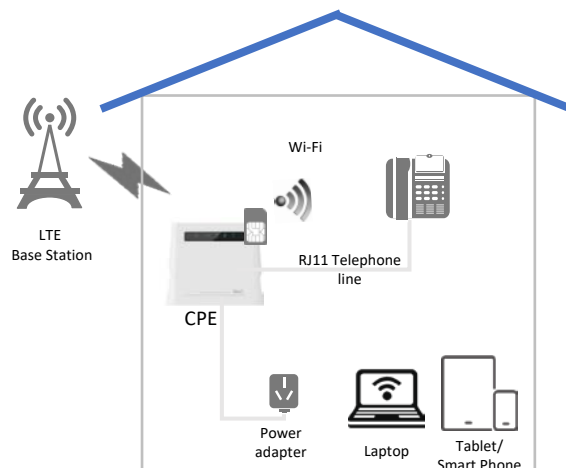 Wi-Fi
LTE
Base Station
RJ11 Telephone
line
CPE
Power
adapter
Laptop
Tablet/
Smart Phone